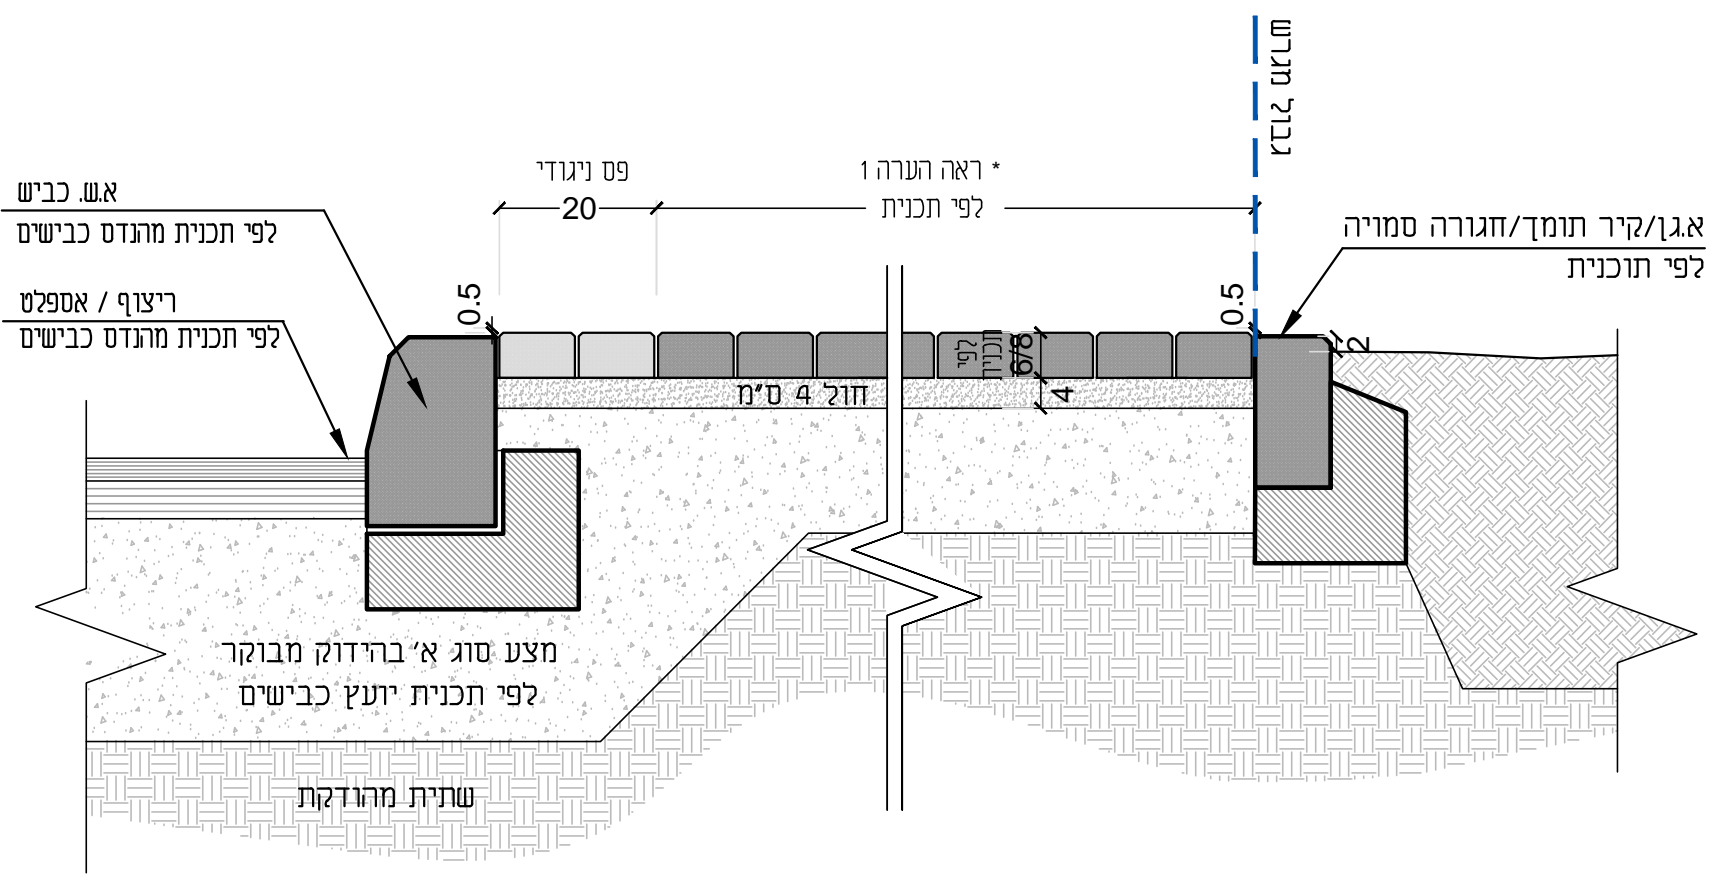 גבול מגרש
פס ניגודי
20
* ראה הערה 1
לפי תכנית
א.ש. כביש
לפי תכנית מהנדס כבישים
ריצוף / אספלט
לפי תכנית מהנדס כבישים
א.גן/קיר תומך/חגורה סמויה
לפי תוכנית
0.5
0.5
2
לפי
תכנית
6/8
חול 4 ס"מ
4
מצע סוג א' בהידוק מבוקר
לפי תכנית יועץ כבישים
שתית מהודקת